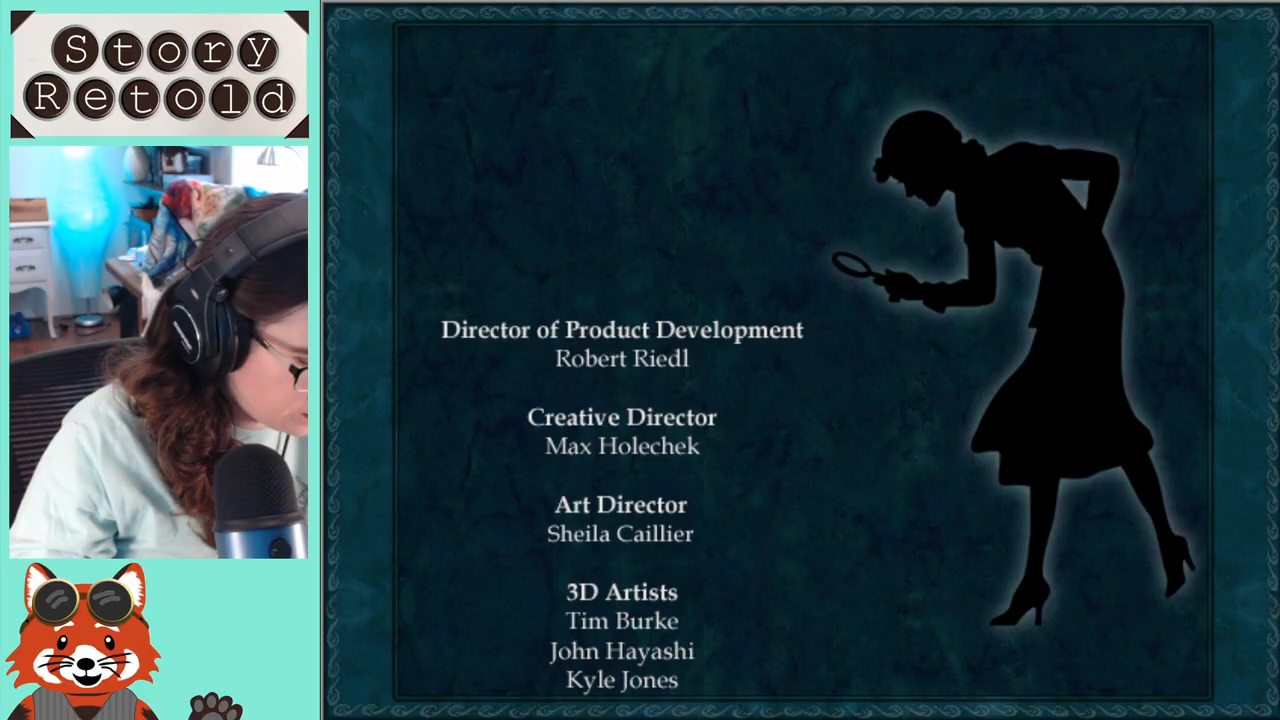 Story
Retold
Director of Product Development
Robert Riedl
Creative Director
Max Holechek
Art Director
Sheila Caillier
3D Artists
Tim Burke
John Hayashi
Kyle Jones